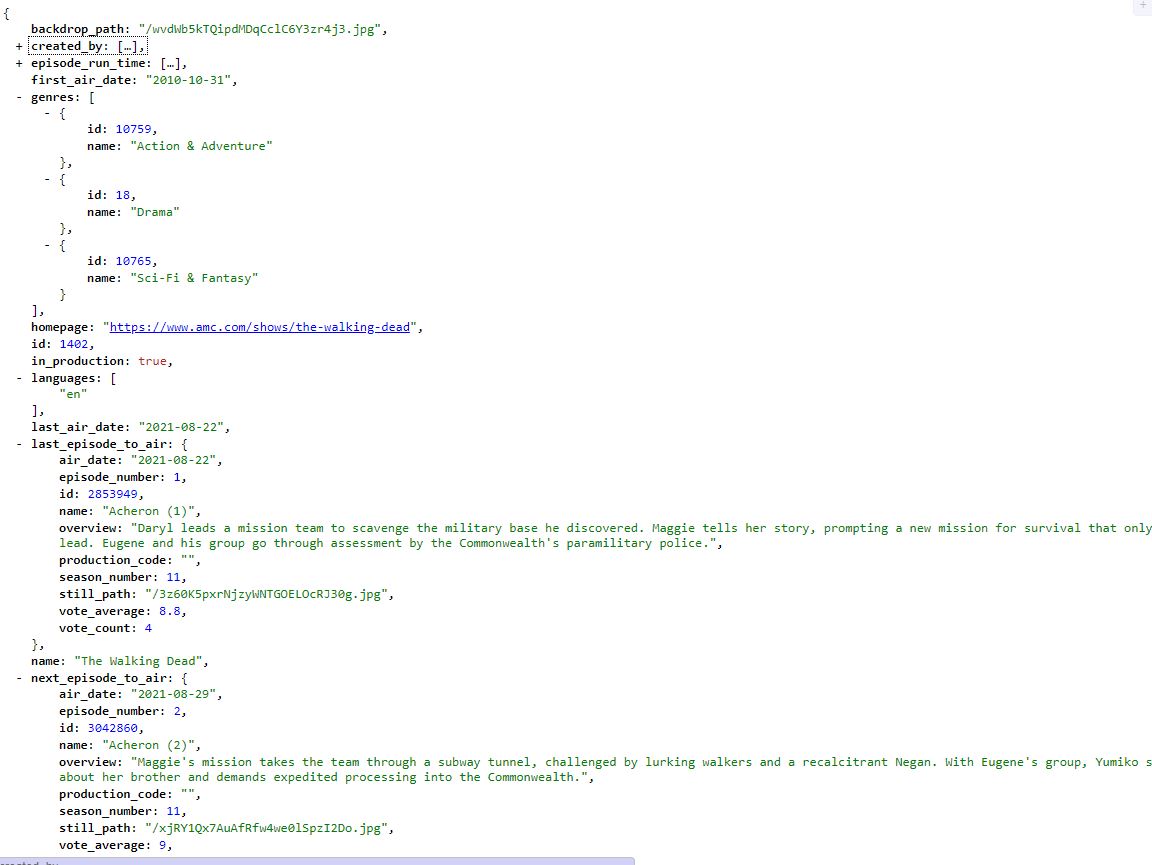 {
backdrop_path: "/wvdWb5kTQipdMDqCclC6Y3zr4j3.jpg",
+ created_by: […],
+ episode_run_time: […],
first_air_date: "2010-10-31",
- genres: [
- {
id: 10759,
name: "Action & Adventure"
},
- {
id: 18,
name: "Drama"
},
- {
id: 10765,
name: "Sci-Fi & Fantasy"
}
],
homepage: "https://www.amc.com/shows/the-walking-dead",
id: 1402,
in_production: true,
- languages: [
"en"
],
last_air_date: "2021-08-22",
- last_episode_to_air: {
air_date: "2021-08-22",
episode_number: 1,
id: 2853949,
name: "Acheron (1)",
overview: "Daryl leads a mission team to scavenge the military base he discovered. Maggie tells her story, prompting a new mission for survival that only
lead. Eugene and his group go through assessment by the Commonwealth's paramilitary police.",
production_code: "",
season_number: 11,
still_path: "/3z60K5pxrNjzyWNTGOELOcRJ30g.jpg",
vote_average: 8.8,
vote_count: 4
},
name: "The Walking Dead",
- next_episode_to_air: {
air_date: "2021-08-29",
episode_number: 2,
id: 3042860,
name: "Acheron (2)",
overview: "Maggie's mission takes the team through a subway tunnel, challenged by lurking walkers and a recalcitrant Negan. With Eugene's group, Yumiko s
about her brother and demands expedited processing into the Commonwealth.",
production_code: "",
season_number: 11,
still_path: "/xjRY1Qx7AuAfRfw4we0lSpzI2Do.jpg",
vote_average: 9,